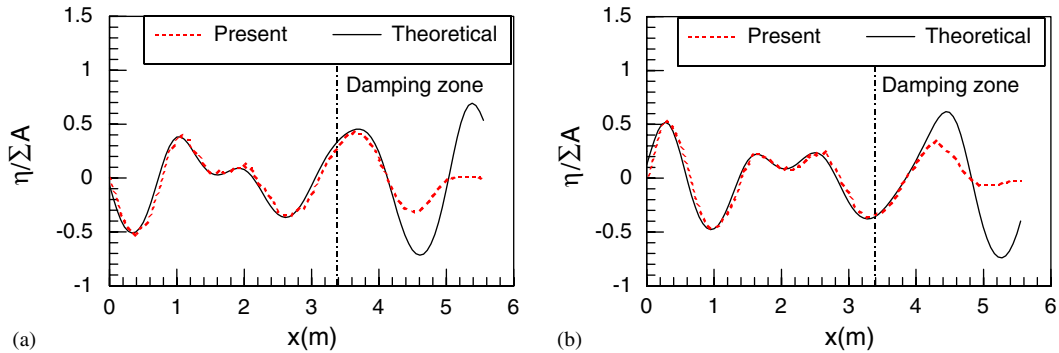 1.5
Present
Theoretical
1
Damping zone
0.5
0
-0.5
-1
η/ΣA
0 1 2 3 4 5 6
x(m)
(a)
1.5
Present
Theoretical
1
Damping zone
0.5
0
-0.5
-1
η/ΣA
0 1 2 3 4 5 6
x(m)
(b)